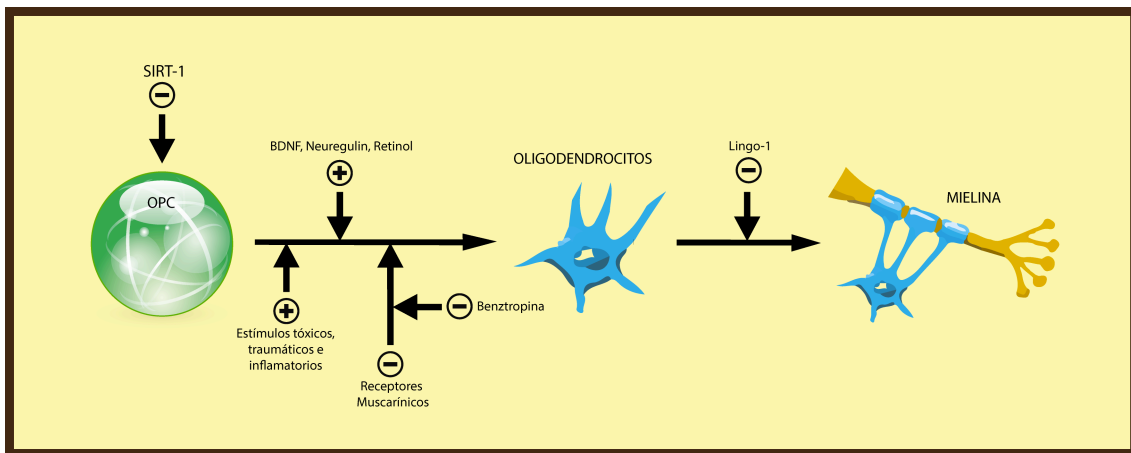 SIRT-1
OPC
BDNF, Neuregulin, Retinol
Estímulos tóxicos,
traumáticos e
inflamatorios
Benztropina
Receptores
Muscarínicos
OLIGODENDROCITOS
Lingo-1
MIELINA